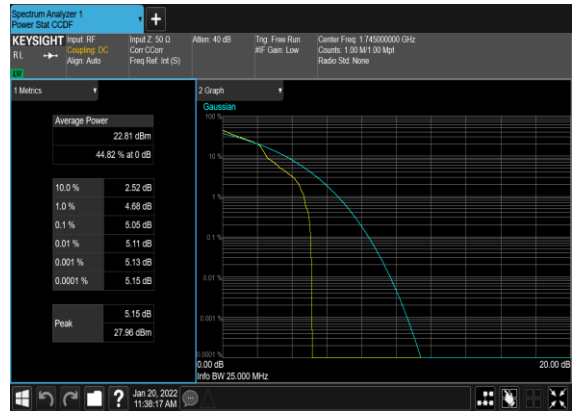 Spectrum Analyzer 1
Power Stat CCDF
KEYSIGHT
Input: RF
Coupling: DC
Align: Auto
Input Z: 50 Ω
Corr CCorr
Freq Ref: Int (S)
Atten: 40 dB
Trig: Free Run
#IF Gain: Low
Center Freq: 1.745000000 GHz
Counts: 1.00 M/1.00 Mpt
Radio Std: None
R L
LVI
1 Metrics
Average Power
22.81 dBm
44.82 % at 0 dB
10.0 % 2.52 dB
1.0 % 4.68 dB
0.1 % 5.05 dB
0.01 % 5.11 dB
0.001 % 5.13 dB
0.0001 % 5.15 dB
Peak
5.15 dB
27.96 dBm
2 Graph
Gaussian
100 %
10 %
1 %
0.1 %
0.01 %
0.001 %
0.0001 %
0.00 dB
20.00 dB
Info BW 25.000 MHz
?
Jan 20, 2022
11:38:17 AM